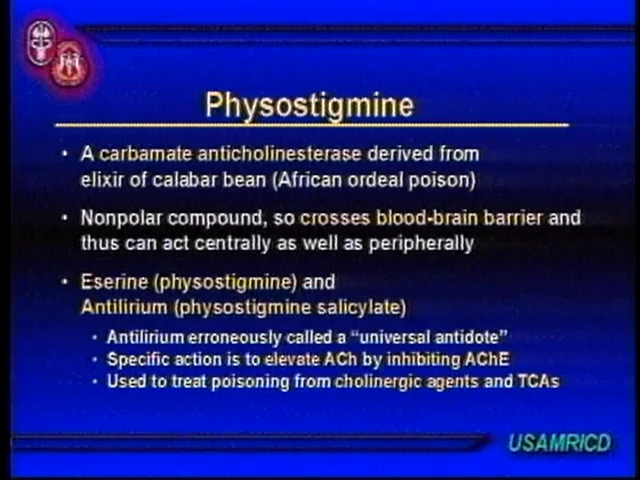 Physostigmine
• A carbamate anticholinesterase derived from
elixir of calabar bean (African ordeal poison)
• Nonpolar compound, so crosses blood-brain barrier and
thus can act centrally as well as peripherally
• Eserine (physostigmine) and
Antilirium (physostigmine salicylate)
• Antilirium erroneously called a “universal antidote”
• Specific action is to elevate ACh by inhibiting AChE
• Used to treat poisoning from cholinergic agents and TCAs
USAMRICD